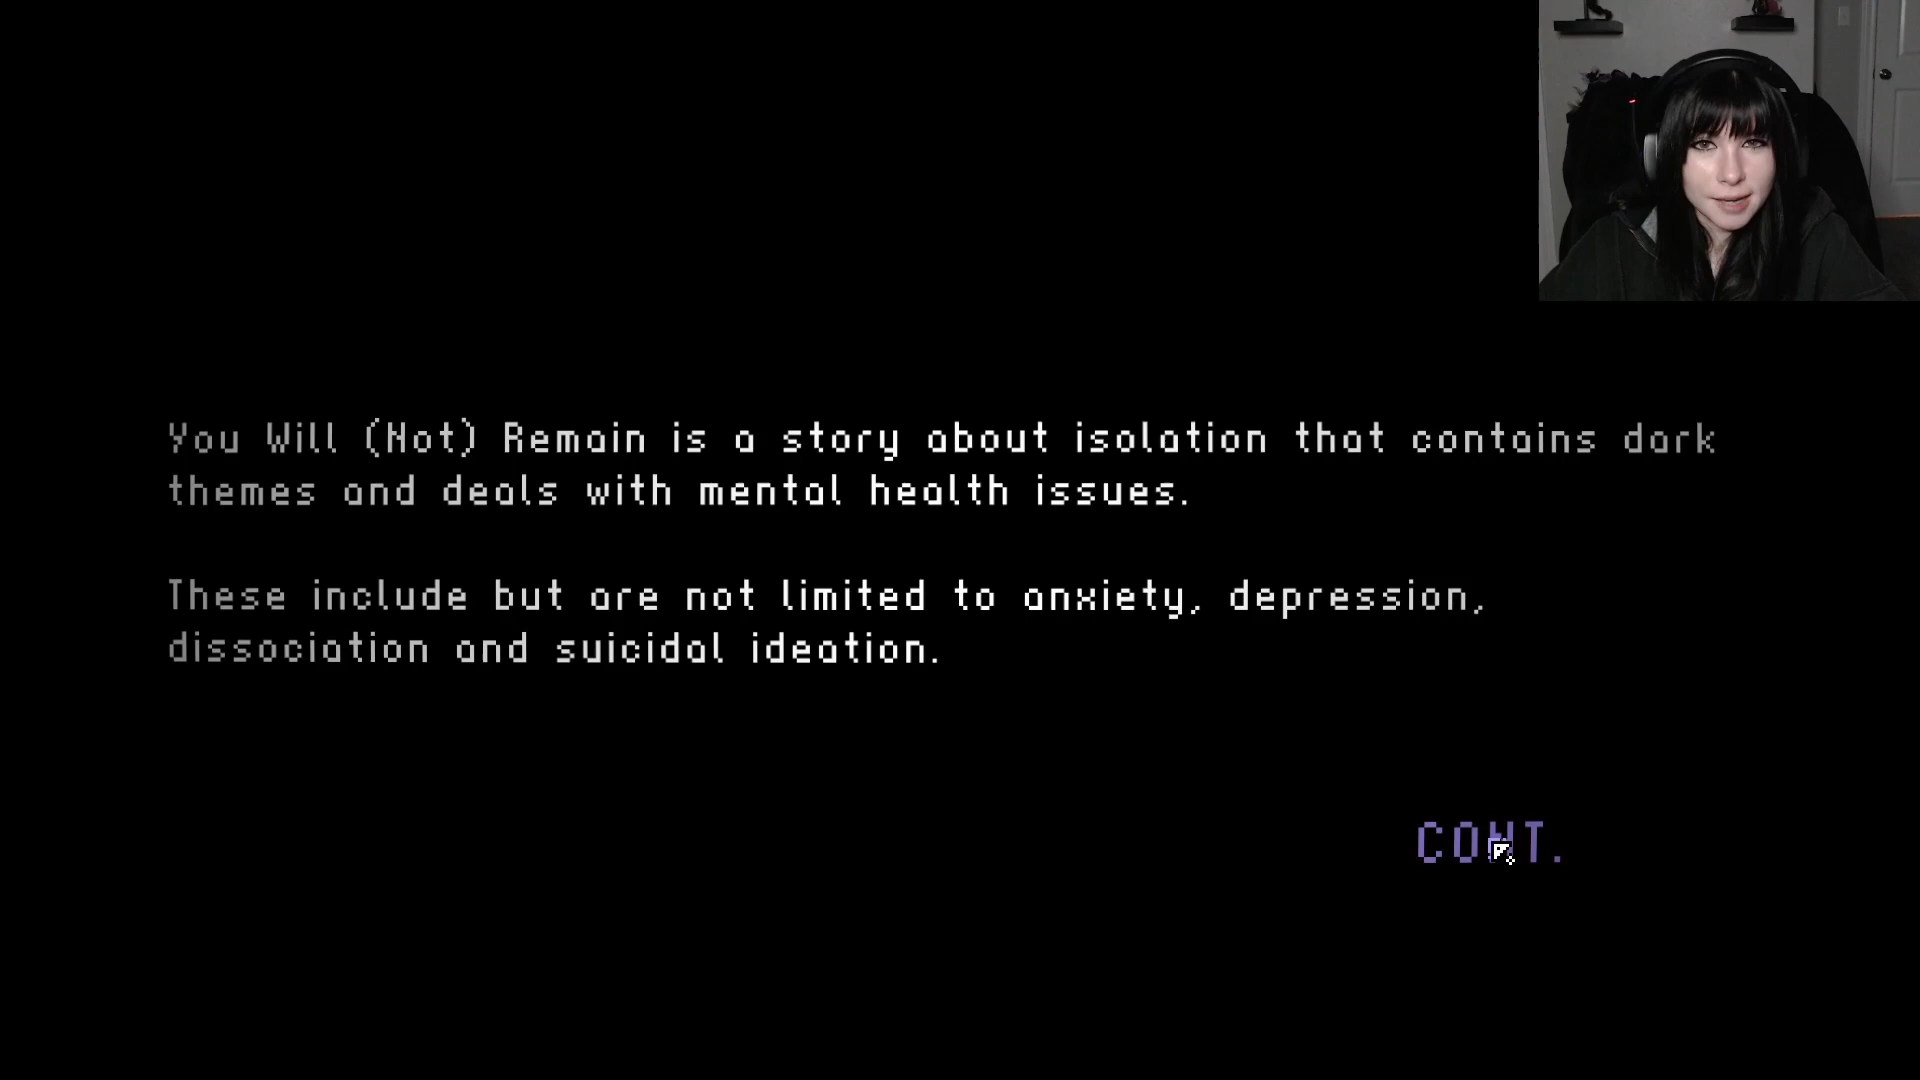 You Will (Not) Remain is a story about isolation that contains dark
themes and deals with mental health issues.
These include but are not limited to anxiety, depression,
dissociation and suicidal ideation.
CONT.